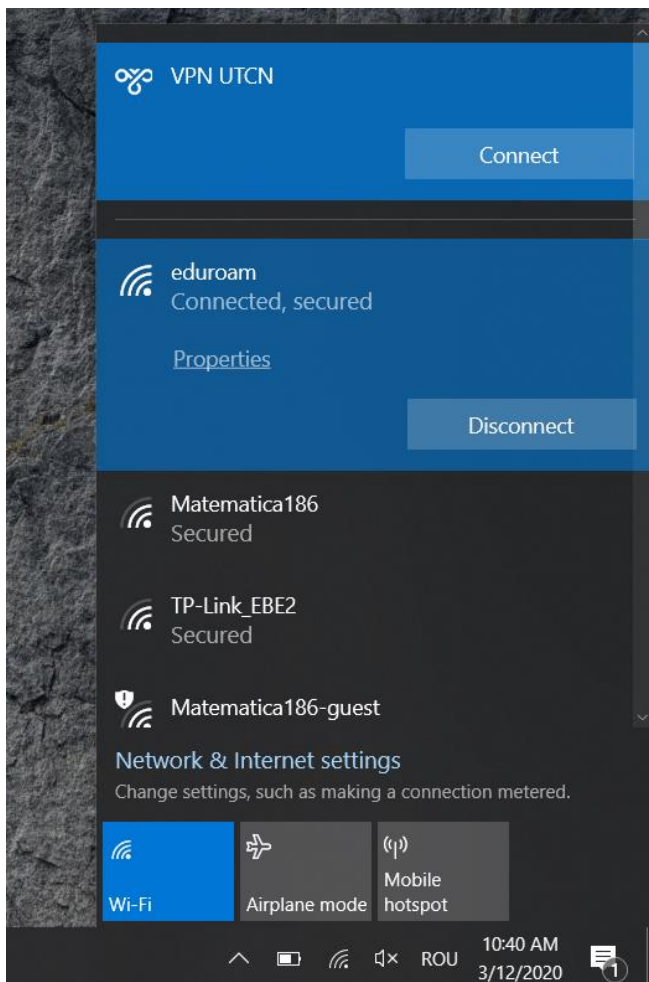 VPN UTCN
Connect
eduroam
Connected, secured
Properties
Disconnect
Matematica186
Secured
TP-Link_EBE2
Secured
Matematica186-guest
Network & Internet settings
Change settings, such as making a connection metered.
Wi-Fi
Airplane mode
Mobile
hotspot
ROU
10:40 AM
3/12/2020
1